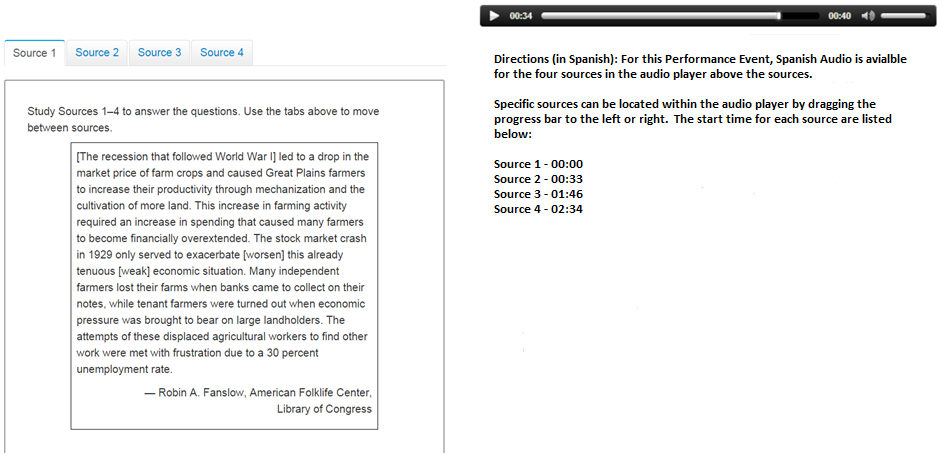 Source 1
Source 2
Source 3
Source 4
Study Sources 1–4 to answer the questions. Use the tabs above to move
between sources.
[The recession that followed World War I] led to a drop in the
market price of farm crops and caused Great Plains farmers
to increase their productivity through mechanization and the
cultivation of more land. This increase in farming activity
required an increase in spending that caused many farmers
to become financially overextended. The stock market crash
in 1929 only served to exacerbate [worsen] this already
tenuous [weak] economic situation. Many independent
farmers lost their farms when banks came to collect on their
notes, while tenant farmers were turned out when economic
pressure was brought to bear on large landholders. The
attempts of these displaced agricultural workers to find other
work were met with frustration due to a 30 percent
unemployment rate.
— Robin A. Fanslow, American Folklife Center,
Library of Congress
00:34 00:40
Directions (in Spanish): For this Performance Event, Spanish Audio is avialble
for the four sources in the audio player above the sources.
Specific sources can be located within the audio player by dragging the
progress bar to the left or right.  The start time for each source are listed
below:
Source 1 - 00:00
Source 2 - 00:33
Source 3 - 01:46
Source 4 - 02:34